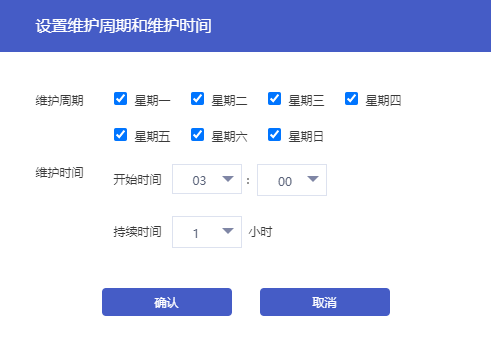 设置维护周期和维护时间
维护周期 星期一 星期二 星期三 星期四
星期五 星期六 星期日
维护时间 开始时间 03 : 00
持续时间 1 小时
确认 取消